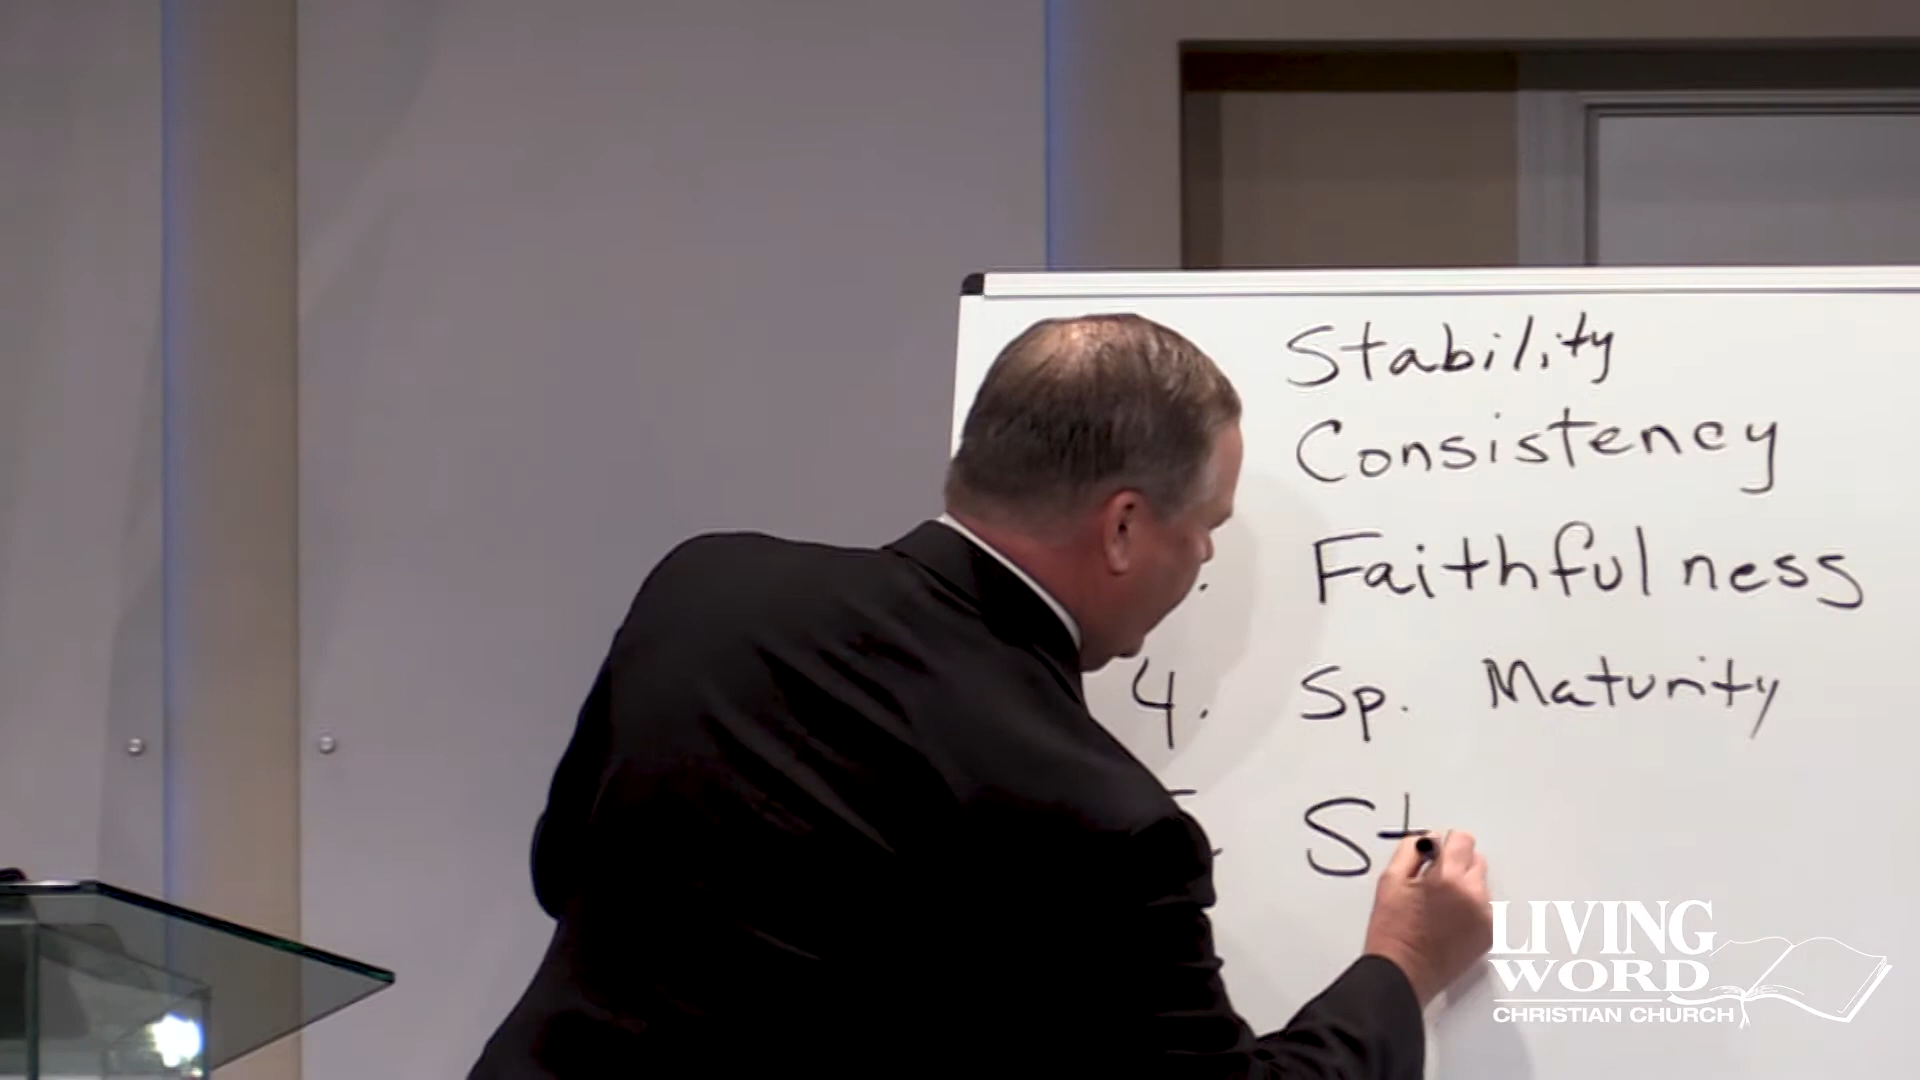 Stability
Consistency
. Faithfulness
4. Sp. Maturity
St
LIVING
WORD
CHRISTIAN CHURCH